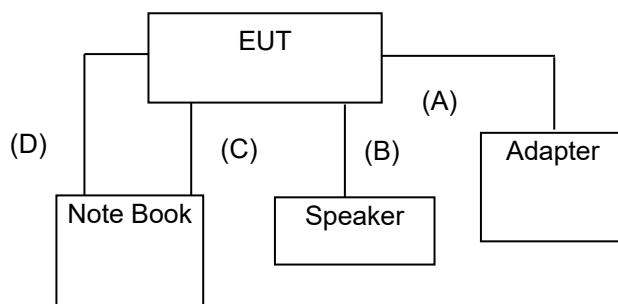 EUT
(A)
(D)
(C)
(B)
Adapter
Note Book
Speaker